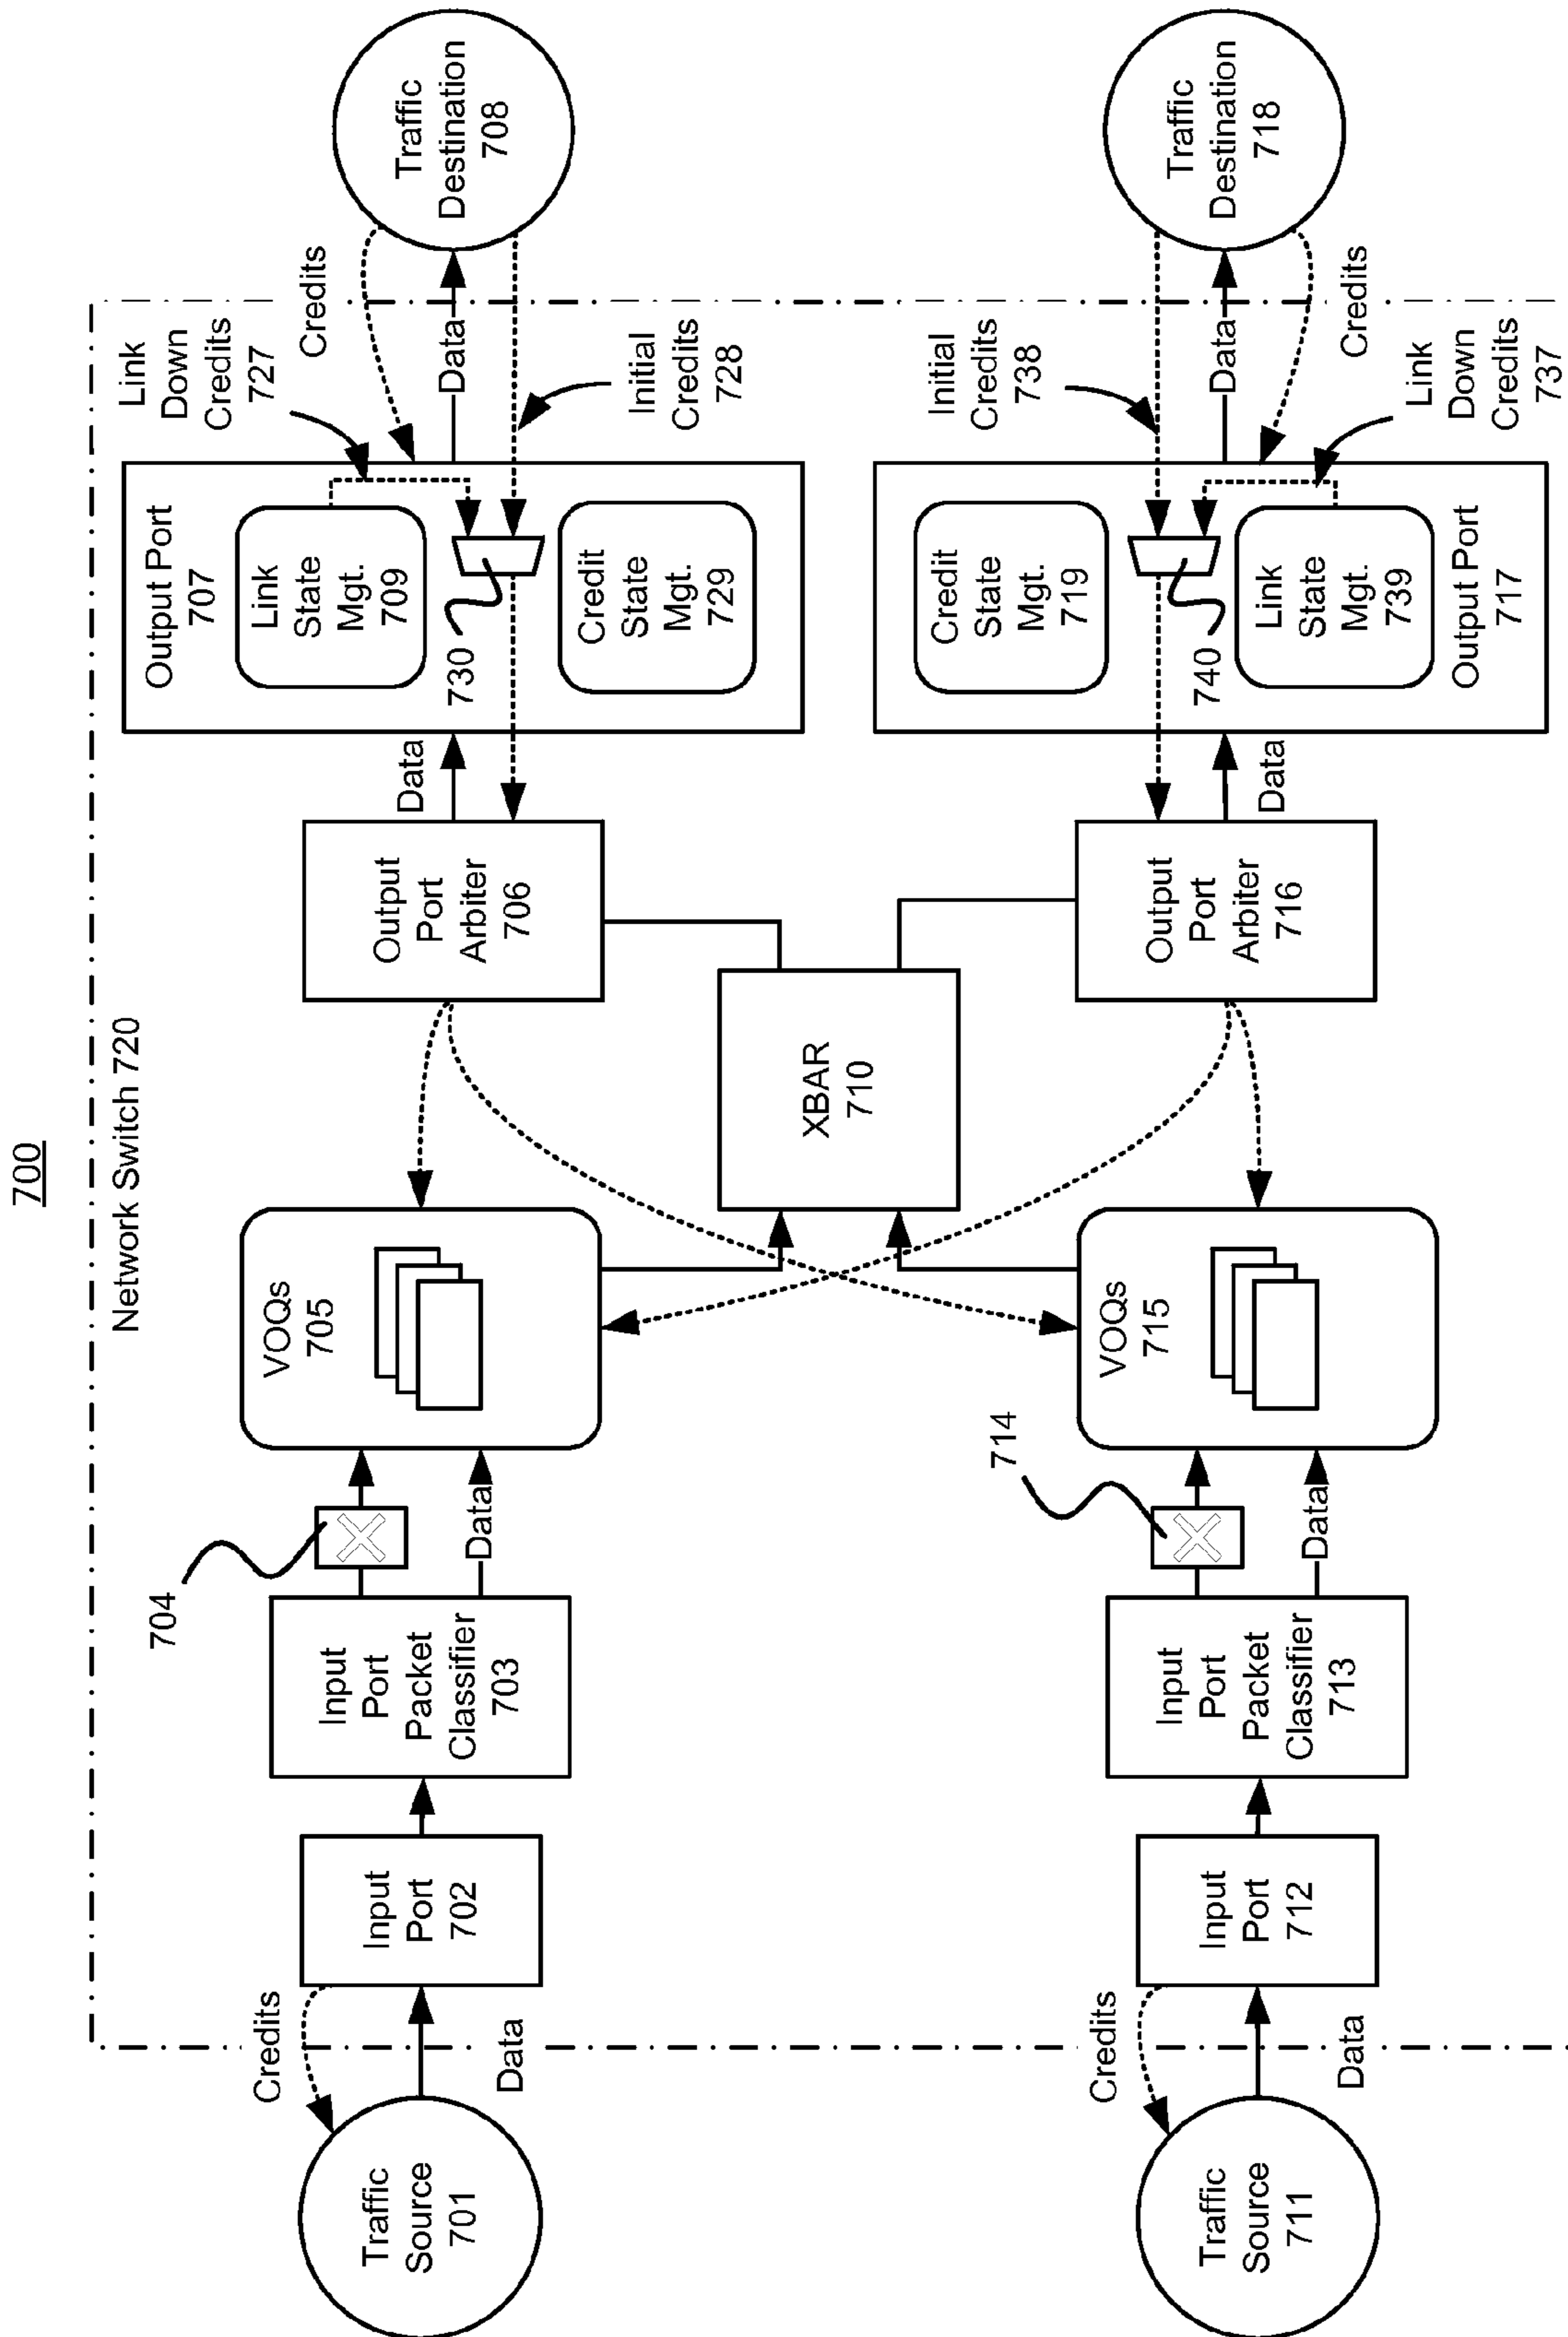 700
Network Switch 720
Traffic
Source
701
Credits
Data
Input
Port
702
Input
Port
Packet
Classifier
703
704
Data
VOQs
705
Output
Port
Arbiter
706
Data
Output Port
707
Link
State
Mgt.
709
730
Credit
State
Mgt.
729
Link
Down
Credits
727
Credits
Data
Initial
Credits
728
Traffic
Destination
708
XBAR
710
Traffic
Source
711
Credits
Data
Input
Port
712
Input
Port
Packet
Classifier
713
714
Data
VOQs
715
Output
Port
Arbiter
716
Data
Credit
State
Mgt.
719
740
Link
State
Mgt.
739
Output Port
717
Initial
Credits
738
Data
Credits
Link
Down
Credits
737
Traffic
Destination
718